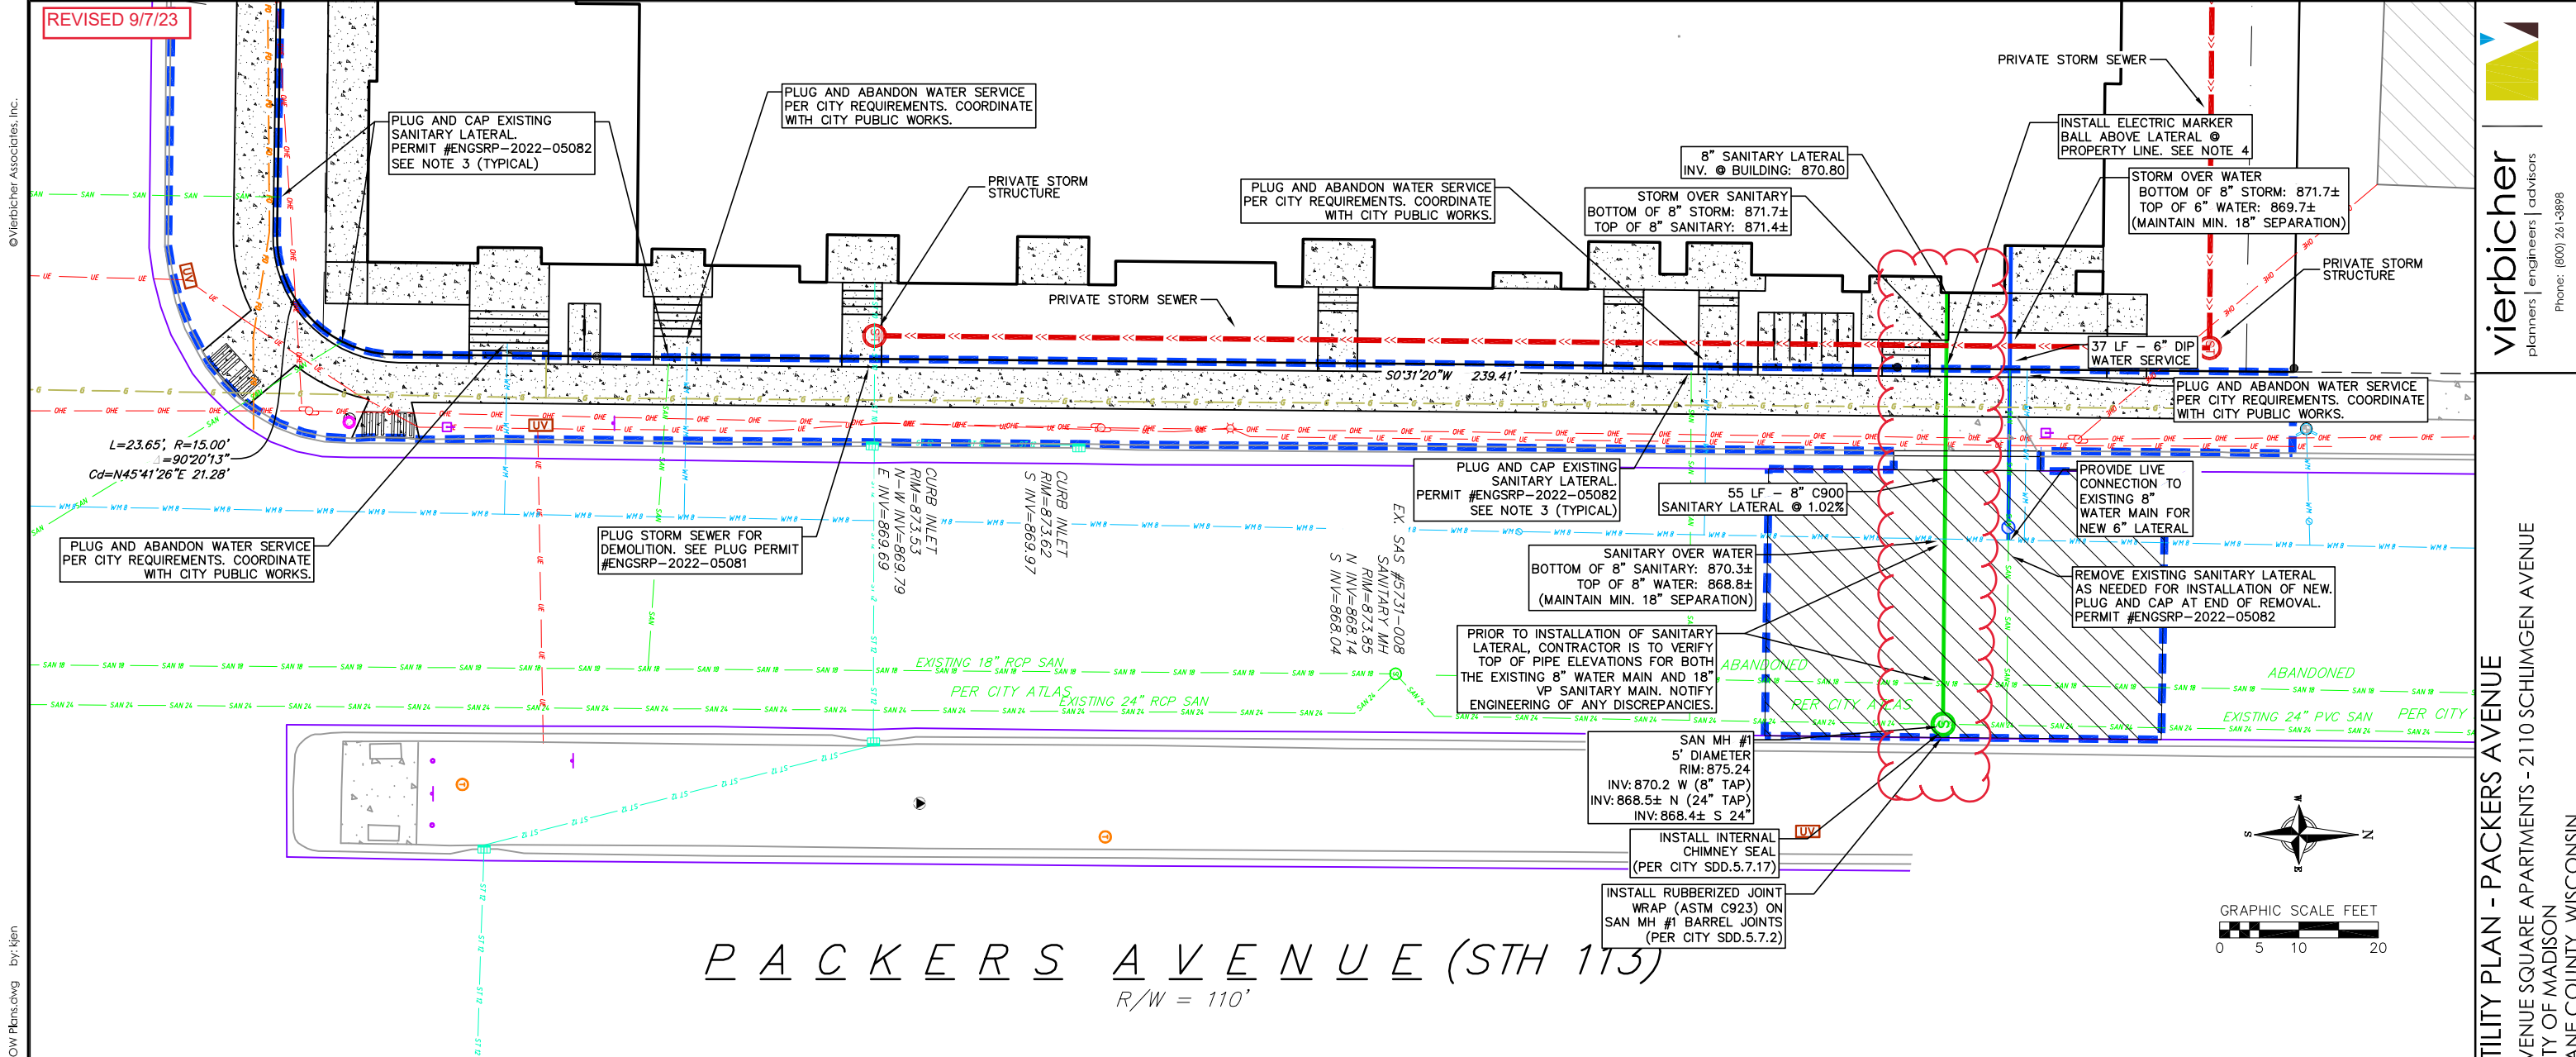 REVISED 9/7/23
©Vierbicher Associates, Inc.
PLUG AND CAP EXISTING
SANITARY LATERAL.
PERMIT #ENGSRP-2022-05082
SEE NOTE 3 (TYPICAL)
PLUG AND ABANDON WATER SERVICE
PER CITY REQUIREMENTS. COORDINATE
WITH CITY PUBLIC WORKS.
PRIVATE STORM
STRUCTURE
PRIVATE STORM SEWER
PLUG AND ABANDON WATER SERVICE
PER CITY REQUIREMENTS. COORDINATE
WITH CITY PUBLIC WORKS.
8" SANITARY LATERAL
INV. @ BUILDING: 870.80
STORM OVER SANITARY
BOTTOM OF 8" STORM: 871.7±
TOP OF 8" SANITARY: 871.4±
PRIVATE STORM SEWER
INSTALL ELECTRIC MARKER
BALL ABOVE LATERAL @
PROPERTY LINE. SEE NOTE 4
STORM OVER WATER
BOTTOM OF 8" STORM: 871.7±
TOP OF 6" WATER: 869.7±
(MAINTAIN MIN. 18" SEPARATION)
PRIVATE STORM
STRUCTURE
37 LF - 6" DIP
WATER SERVICE
PLUG AND ABANDON WATER SERVICE
PER CITY REQUIREMENTS. COORDINATE
WITH CITY PUBLIC WORKS.
S0°31'20"W 239.41'
L=23.65', R=15.00'
=90°20'13"
Cd=N45°41'26"E 21.28'
PLUG AND ABANDON WATER SERVICE
PER CITY REQUIREMENTS. COORDINATE
WITH CITY PUBLIC WORKS.
PLUG STORM SEWER FOR
DEMOLITION. SEE PLUG PERMIT
#ENGSRP-2022-05081
CURB INLET
RIM=873.53
N-W INV=869.79
E INV=869.69
CURB INLET
RIM=873.62
S INV=869.97
EX. SAS #5731-008
SANITARY MH
RIM=873.85
N INV=868.14
S INV=868.04
PLUG AND CAP EXISTING
SANITARY LATERAL.
PERMIT #ENGSRP-2022-05082
SEE NOTE 3 (TYPICAL)
55 LF - 8" C900
SANITARY LATERAL @ 1.02%
SANITARY OVER WATER
BOTTOM OF 8" SANITARY: 870.3±
TOP OF 8" WATER: 868.8±
(MAINTAIN MIN. 18" SEPARATION)
PRIOR TO INSTALLATION OF SANITARY
LATERAL, CONTRACTOR IS TO VERIFY
TOP OF PIPE ELEVATIONS FOR BOTH
THE EXISTING 8" WATER MAIN AND 18"
VP SANITARY MAIN. NOTIFY
ENGINEERING OF ANY DISCREPANCIES.
PROVIDE LIVE
CONNECTION TO
EXISTING 8"
WATER MAIN FOR
NEW 6" LATERAL
REMOVE EXISTING SANITARY LATERAL
AS NEEDED FOR INSTALLATION OF NEW.
PLUG AND CAP AT END OF REMOVAL.
PERMIT #ENGSRP-2022-05082
EXISTING 18" RCP SAN
PER CITY ATLAS
EXISTING 24" RCP SAN
ABANDONED
PER CITY ATLAS
ABANDONED
EXISTING 24" PVC SAN PER CITY
SAN MH #1
5' DIAMETER
RIM: 875.24
INV: 870.2 W (8" TAP)
INV: 868.5± N (24" TAP)
INV: 868.4± S 24"
INSTALL INTERNAL
CHIMNEY SEAL
(PER CITY SDD.5.7.17)
INSTALL RUBBERIZED JOINT
WRAP (ASTM C923) ON
SAN MH #1 BARREL JOINTS
(PER CITY SDD.5.7.2)
PACKERS AVENUE (STH 113)
R/W = 110'
W
S N
E
GRAPHIC SCALE FEET
0 5 10 20
vierbicher
planners | engineers | advisors
Phone: (800) 261-3898
TILITY PLAN - PACKERS AVENUE
VENUE SQUARE APARTMENTS - 2110 SCHLIMGEN AVENUE
TY OF MADISON
ANE COUNTY, WISCONSIN
OW Plans.dwg by: kjen